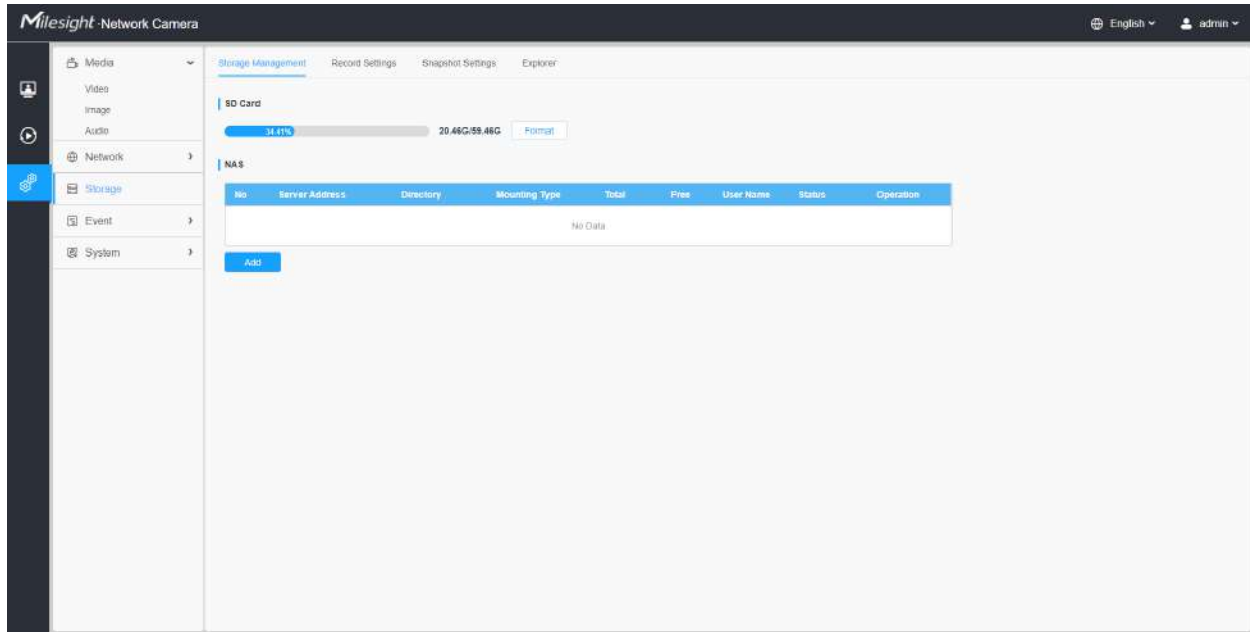 Milesight ·Network Camera
English
admin
Media
Video
Image
Audio
Network
Storage
Event
System
Storage Management Record Settings Snapshot Settings Explorer
SD Card
34.41% 20.46G/59.46G Format
NAS
No Server Address Directory Mounting Type Total Free User Name Status Operation
No Data
Add